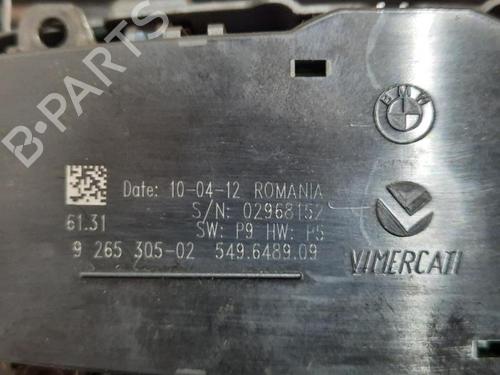 B-PARTS
BMW
Date: 10-04-12 ROMANIA
S/N: 02968152
61.31
SW: P9 HW: P5
9 265 305-02 549.6489.09
VIMERCATI